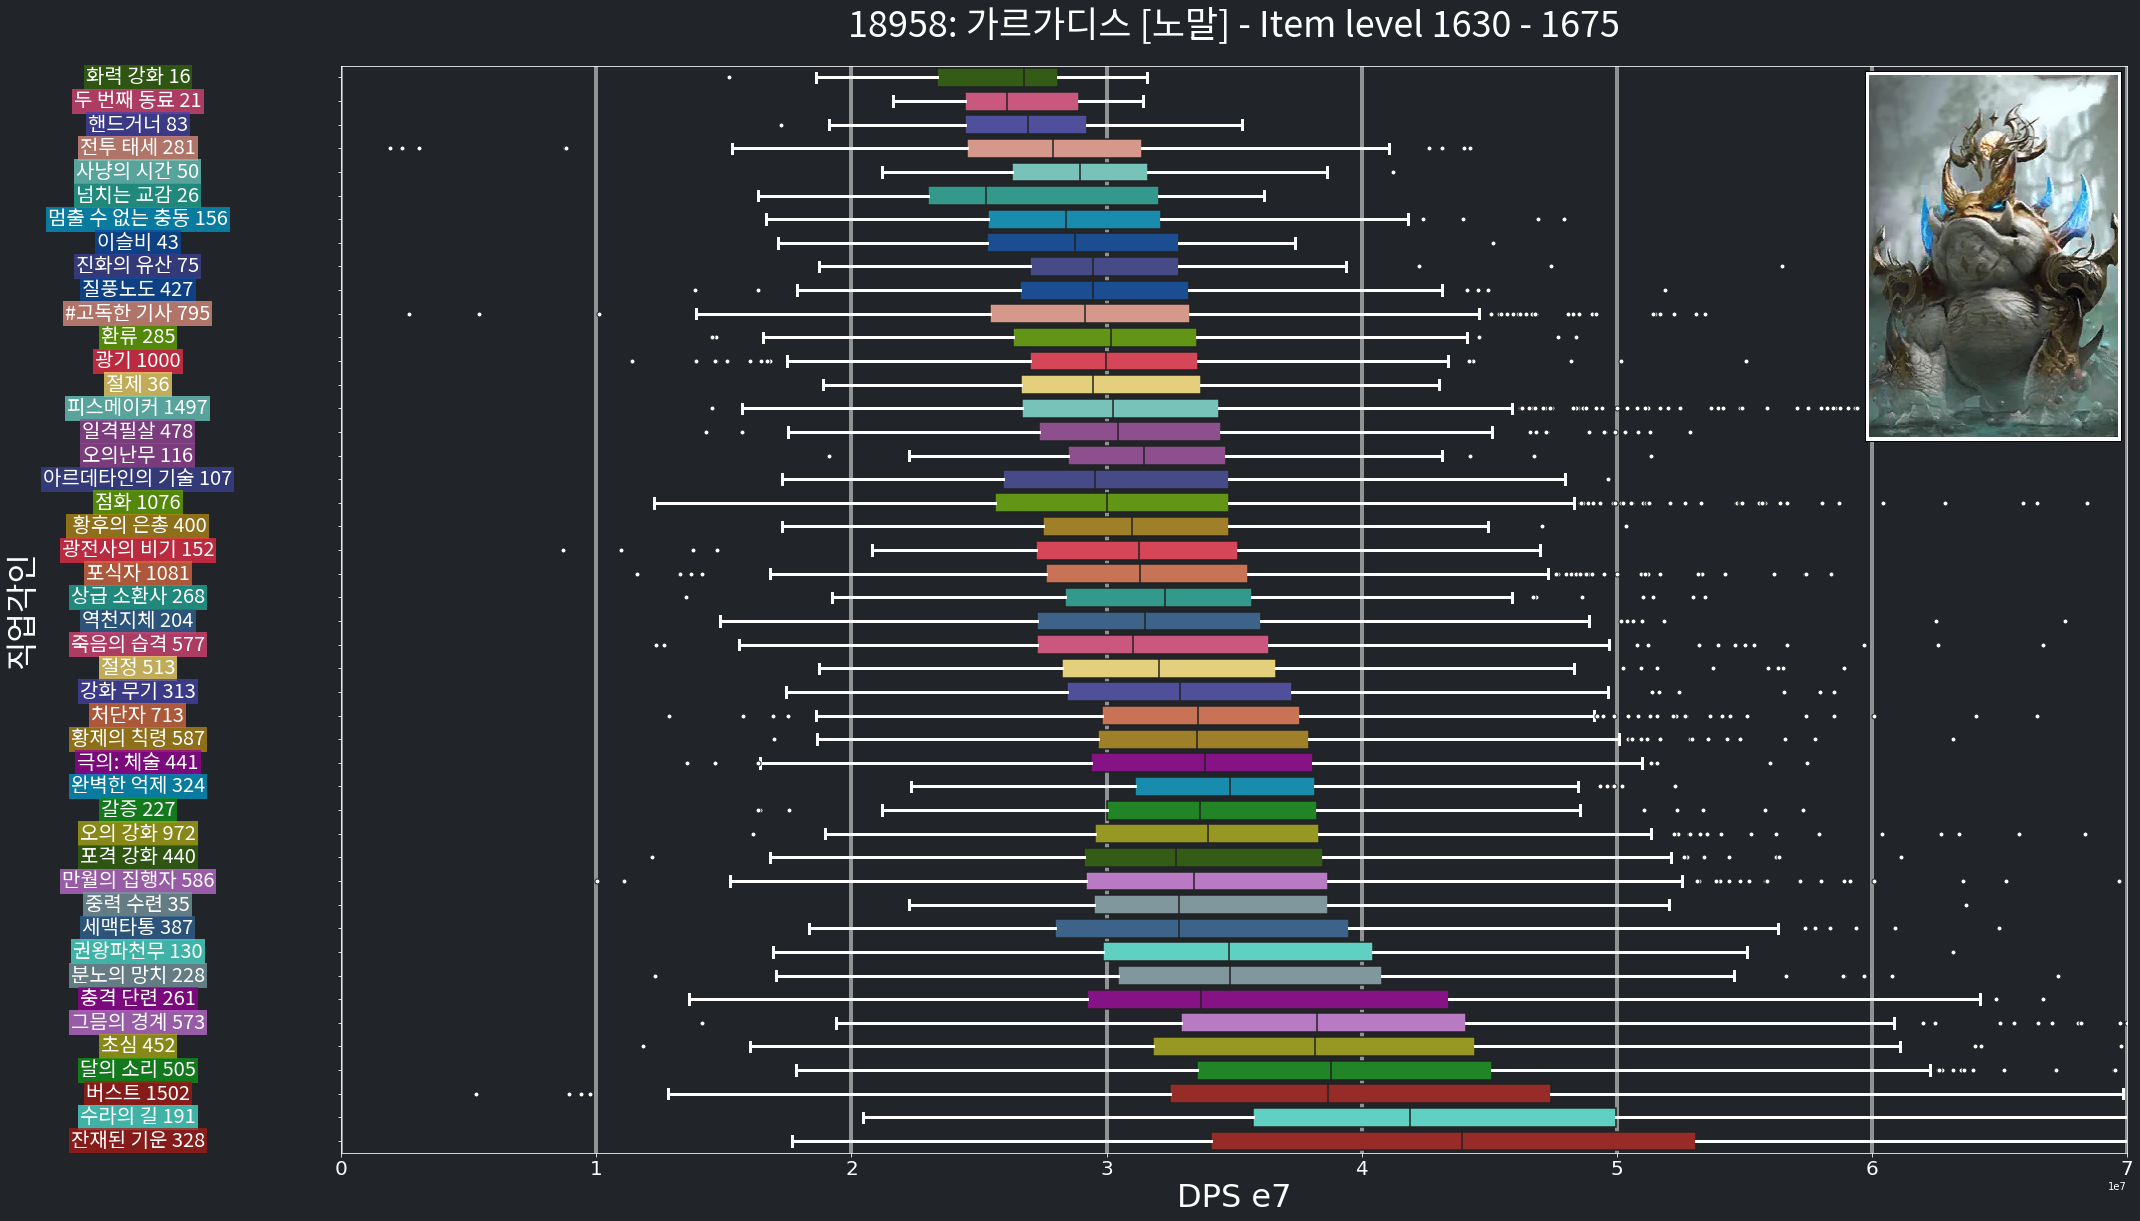 18958: 가르가디스 [노말] - Item level 1630 - 1675
화력 강화 16
두 번째 동료 21
핸드거너 83
전투 태세 281
사냥의 시간 50
넘치는 교감 26
멈출 수 없는 충동 156
이슬비 43
진화의 유산 75
질풍노도 427
#고독한 기사 795
환류 285
광기 1000
절제 36
피스메이커 1497
일격필살 478
오의난무 116
아르데타인의 기술 107
점화 1076
황후의 은총 400
광전사의 비기 152
포식자 1081
상급 소환사 268
역천지체 204
죽음의 습격 577
절정 513
강화 무기 313
처단자 713
황제의 칙령 587
극의: 체술 441
완벽한 억제 324
갈증 227
오의 강화 972
포격 강화 440
만월의 집행자 586
중력 수련 35
세맥타통 387
권왕파천무 130
분노의 망치 228
충격 단련 261
그믐의 경계 573
초심 452
달의 소리 505
버스트 1502
수라의 길 191
잔재된 기운 328
직업각인
0 1 2 3 4 5 6 7
1e7
DPS e7